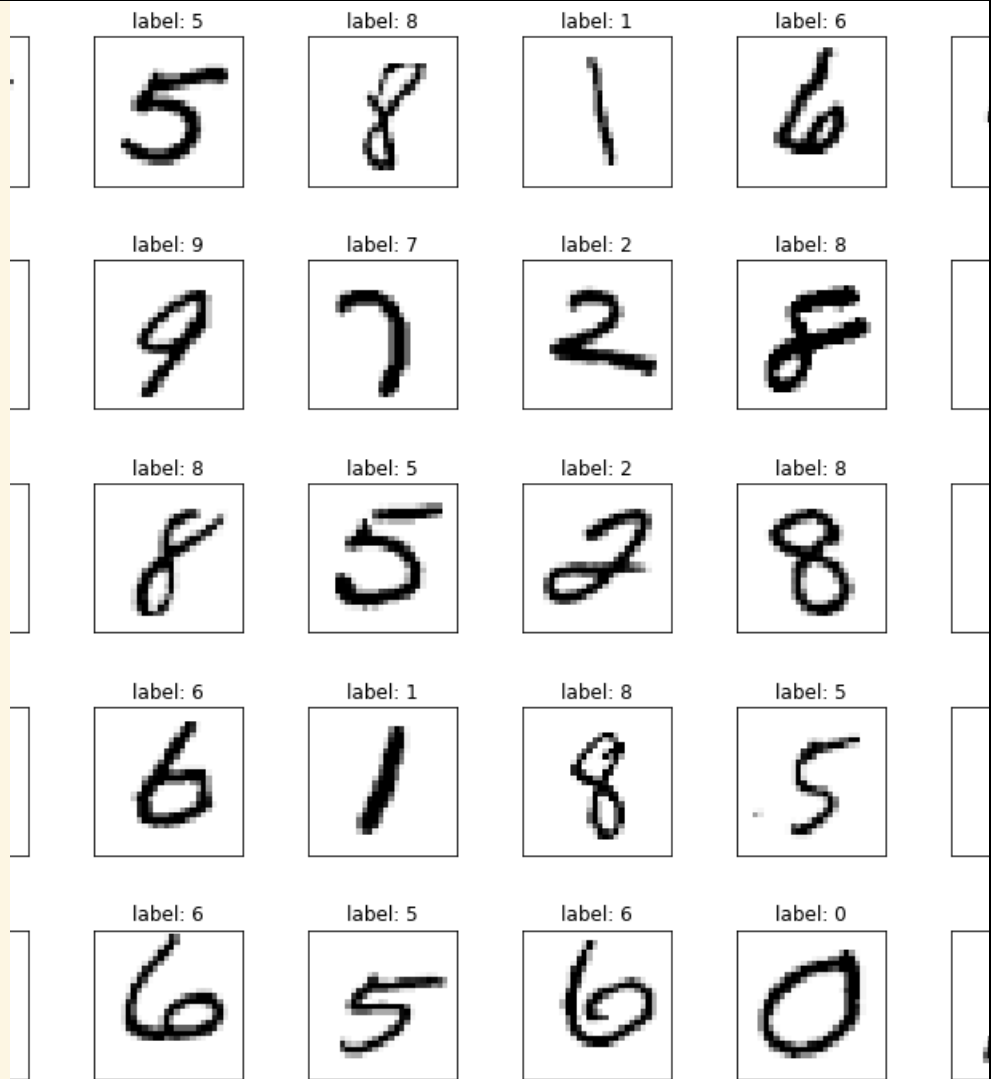 label: 5 label: 8 label: 1 label: 6
5 8 1 6
label: 9 label: 7 label: 2 label: 8
9 7 2 8
label: 8 label: 5 label: 2 label: 8
8 5 2 8
label: 6 label: 1 label: 8 label: 5
6 1 8 5
label: 6 label: 5 label: 6 label: 0
6 5 6 0